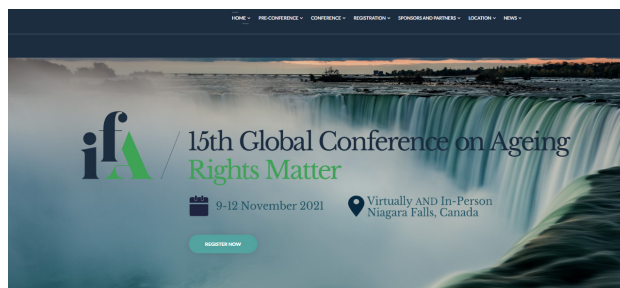 HOME PRE-CONFERENCE CONFERENCE REGISTRATION SPONSORS AND PARTNERS LOCATION NEWS
ifA
15th Global Conference on Ageing
Rights Matter
9-12 November 2021
Virtually AND In-Person
Niagara Falls, Canada
REGISTER NOW